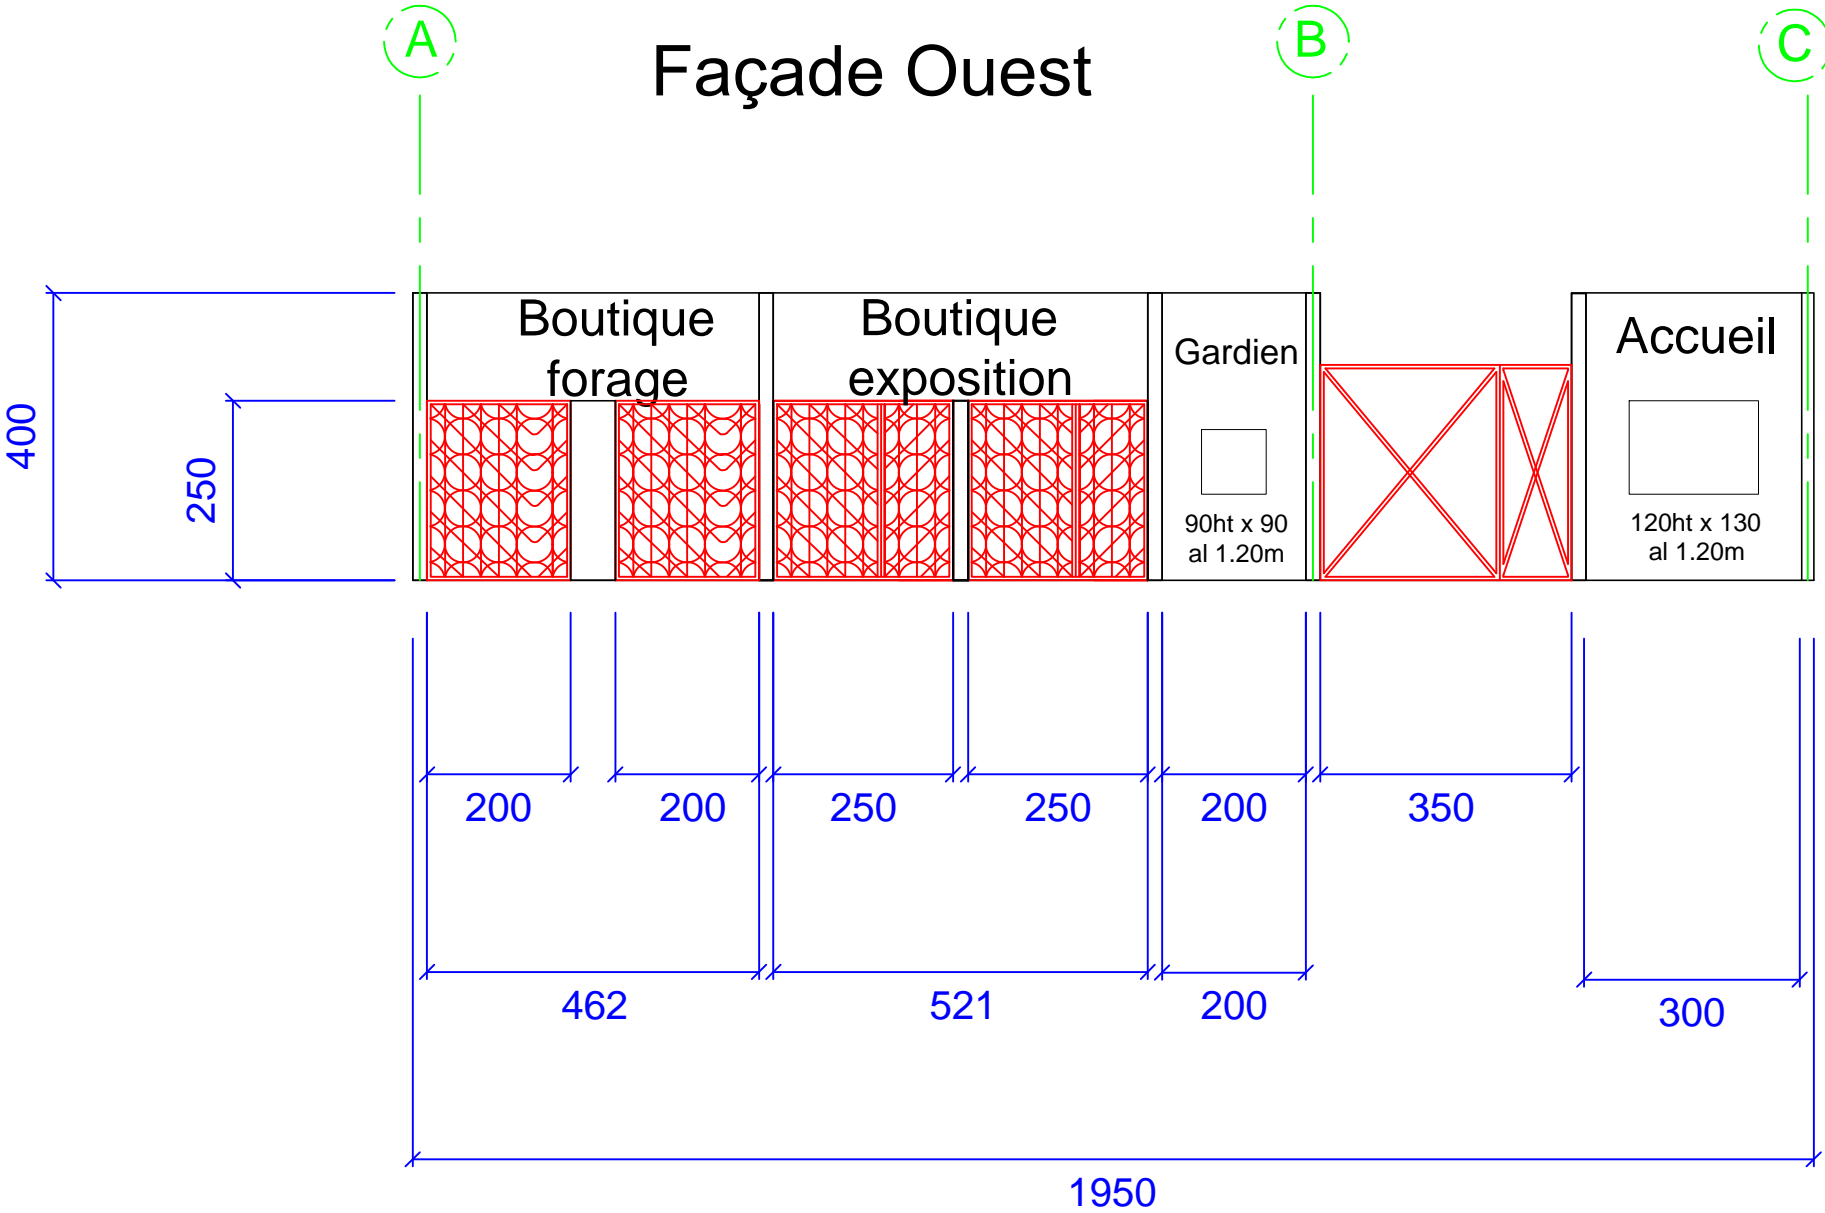 A
B
C
Façade Ouest
Boutique
forage
Boutique
exposition
Gardien
Accueil
400
250
90ht x 90
al 1.20m
120ht x 130
al 1.20m
200
200
250
250
200
350
462
521
200
300
1950